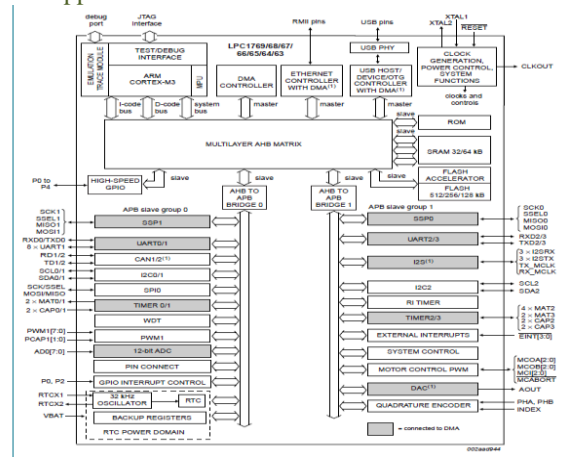 debug port
JTAG interface
RMII pins
USB pins
XTAL1
XTAL2
RESET
EMULATION TRACE MODULE
TEST/DEBUG INTERFACE
ARM CORTEX-M3
MPU
LPC1769/68/67/66/65/64/63
DMA CONTROLLER
ETHERNET CONTROLLER WITH DMA(1)
USB PHY
USB HOST/DEVICE/OTG CONTROLLER WITH DMA(1)
CLOCK GENERATION, POWER CONTROL, SYSTEM FUNCTIONS
CLKOUT
I-code bus
D-code bus
system bus
master
master
master
clocks and controls
slave
ROM
slave
SRAM 32/64 kB
MULTILAYER AHB MATRIX
slave
FLASH ACCELERATOR
FLASH 512/256/128 kB
P0 to P4
HIGH-SPEED GPIO
slave
slave
slave
AHB TO APB BRIDGE 0
AHB TO APB BRIDGE 1
APB slave group 0
APB slave group 1
SCK1
SSEL1
MISO1
MOSI1
SSP1
RXD0/TXD0
8 × UART1
UART0/1
RD1/2
TD1/2
CAN1/2(1)
SCL0/1
SDA0/1
I2C0/1
SCK/SSEL
MOSI/MISO
SPI0
2 × MAT0/1
2 × CAP0/1
TIMER 0/1
WDT
PWM1[7:0]
PCAP1[1:0]
PWM1
AD0[7:0]
12-bit ADC
PIN CONNECT
P0, P2
GPIO INTERRUPT CONTROL
RTCX1
RTCX2
32 kHz OSCILLATOR
RTC
VBAT
BACKUP REGISTERS
RTC POWER DOMAIN
SSP0
SCK0
SSEL0
MISO0
MOSI0
UART2/3
RXD2/3
TXD2/3
I2S(1)
3 × I2SRX
3 × I2STX
TX_MCLK
RX_MCLK
I2C2
SCL2
SDA2
RI TIMER
TIMER2/3
4 × MAT2
2 × MAT3
2 × CAP2
2 × CAP3
EXTERNAL INTERRUPTS
EINT[3:0]
SYSTEM CONTROL
MOTOR CONTROL PWM
MCOA[2:0]
MCOB[2:0]
MCI[2:0]
MCABORT
DAC(1)
AOUT
QUADRATURE ENCODER
PHA, PHB
INDEX
= connected to DMA
002aad944